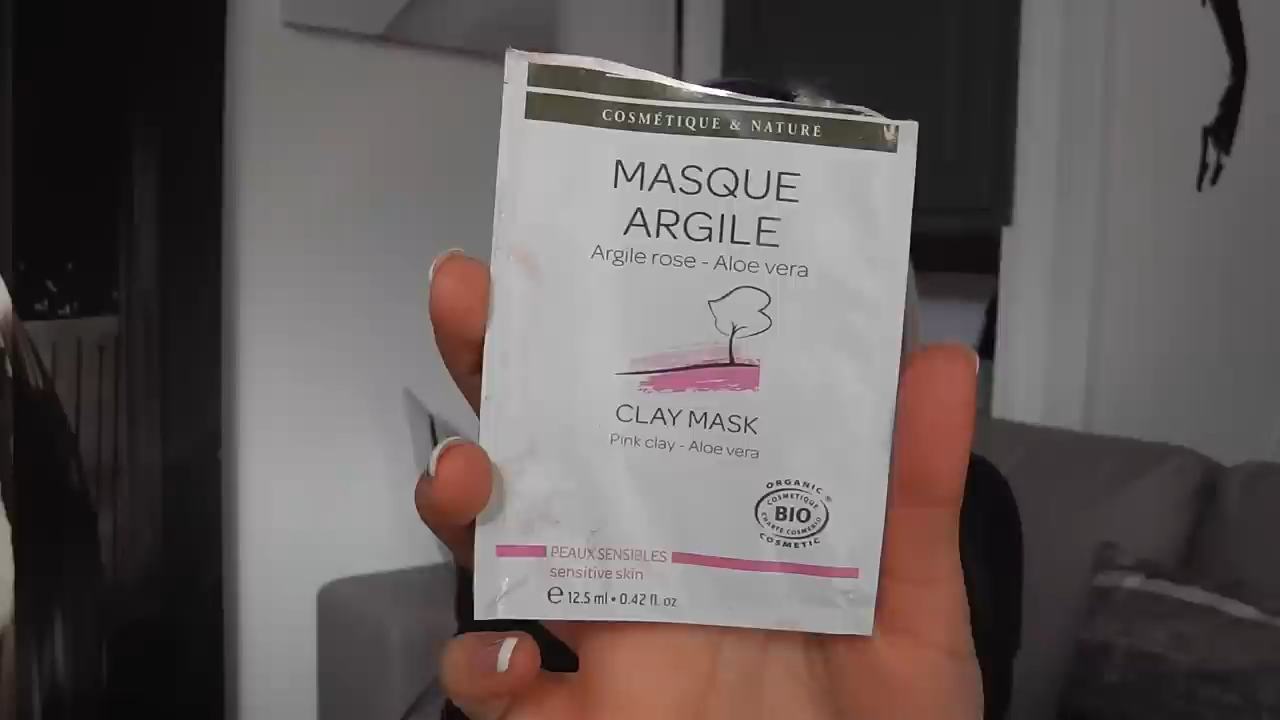 COSMÉTIQUE & NATURE
MASQUE
ARGILE
Argile rose - Aloe vera
CLAY MASK
Pink clay - Aloe vera
ORGANIC ®
COSMETIQUE
BIO
CHARTE COSMEBIO
COSMETIC
PEAUX SENSIBLES
sensitive skin
e 12.5 ml • 0.42 fl. oz